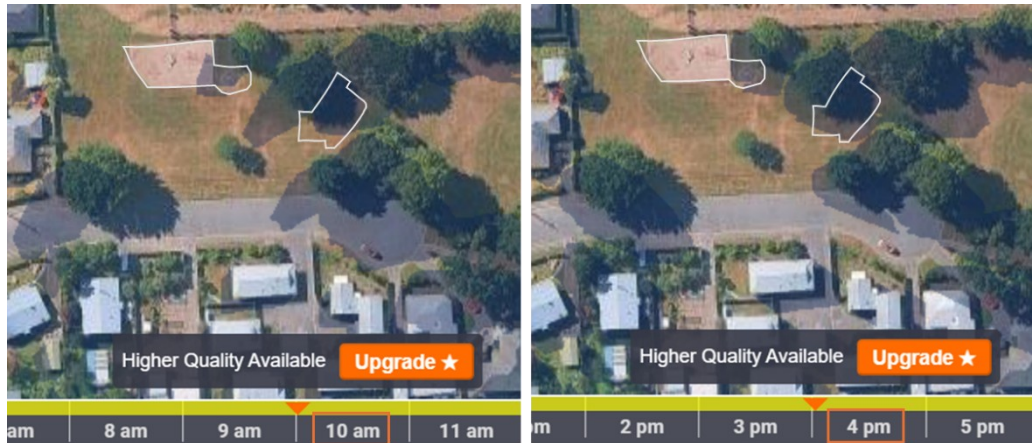 Higher Quality Available Upgrade ★
am 8 am 9 am 10 am 11 am
Higher Quality Available Upgrade ★
pm 2 pm 3 pm 4 pm 5 pm